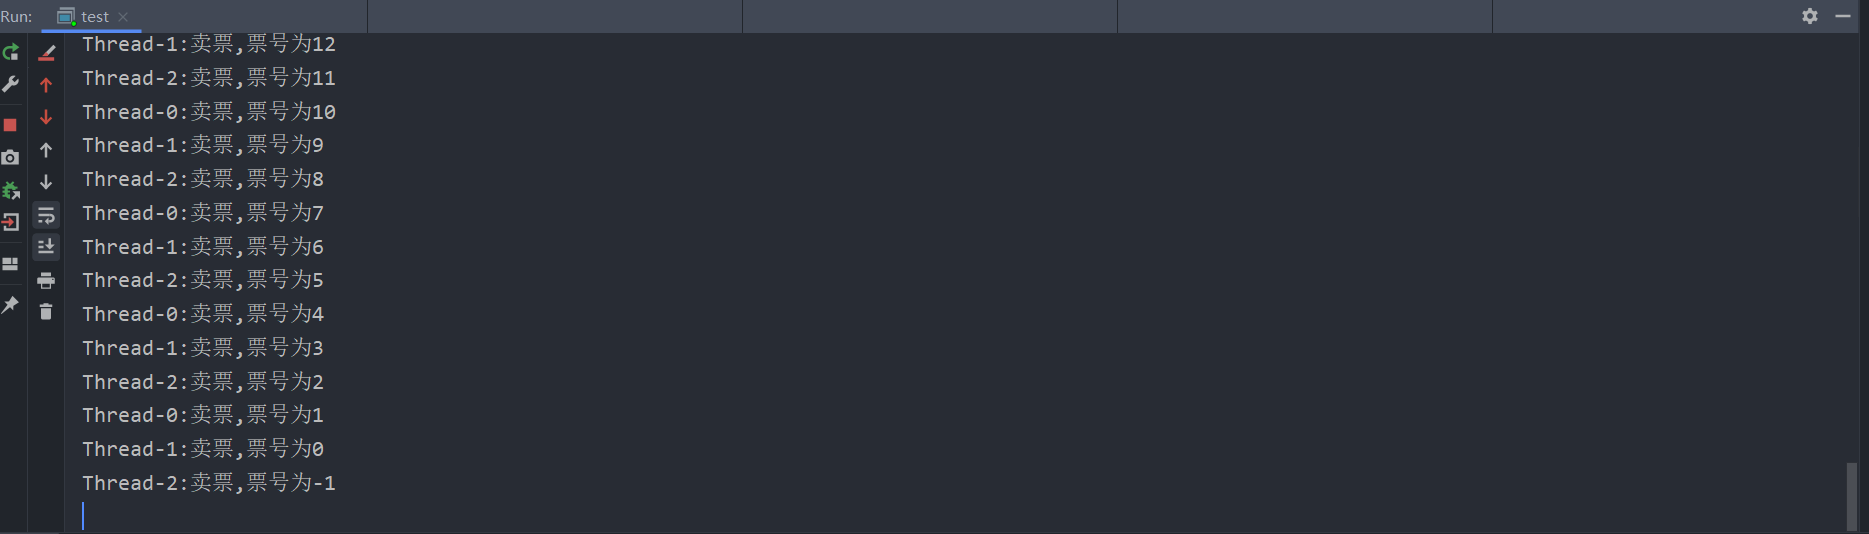 Run: test
Thread-1:卖票,票号为12
Thread-2:卖票,票号为11
Thread-0:卖票,票号为10
Thread-1:卖票,票号为9
Thread-2:卖票,票号为8
Thread-0:卖票,票号为7
Thread-1:卖票,票号为6
Thread-2:卖票,票号为5
Thread-0:卖票,票号为4
Thread-1:卖票,票号为3
Thread-2:卖票,票号为2
Thread-0:卖票,票号为1
Thread-1:卖票,票号为0
Thread-2:卖票,票号为-1